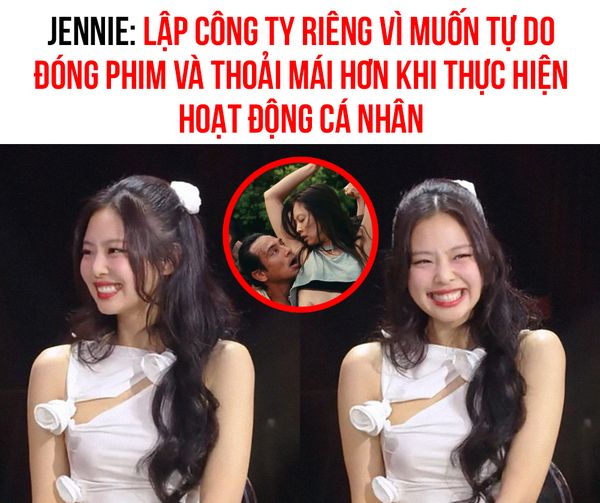 JENNIE: LẬP CÔNG TY RIÊNG VÌ MUỐN TỰ DO
ĐÓNG PHIM VÀ THOẢI MÁI HƠN KHI THỰC HIỆN
HOẠT ĐỘNG CÁ NHÂN